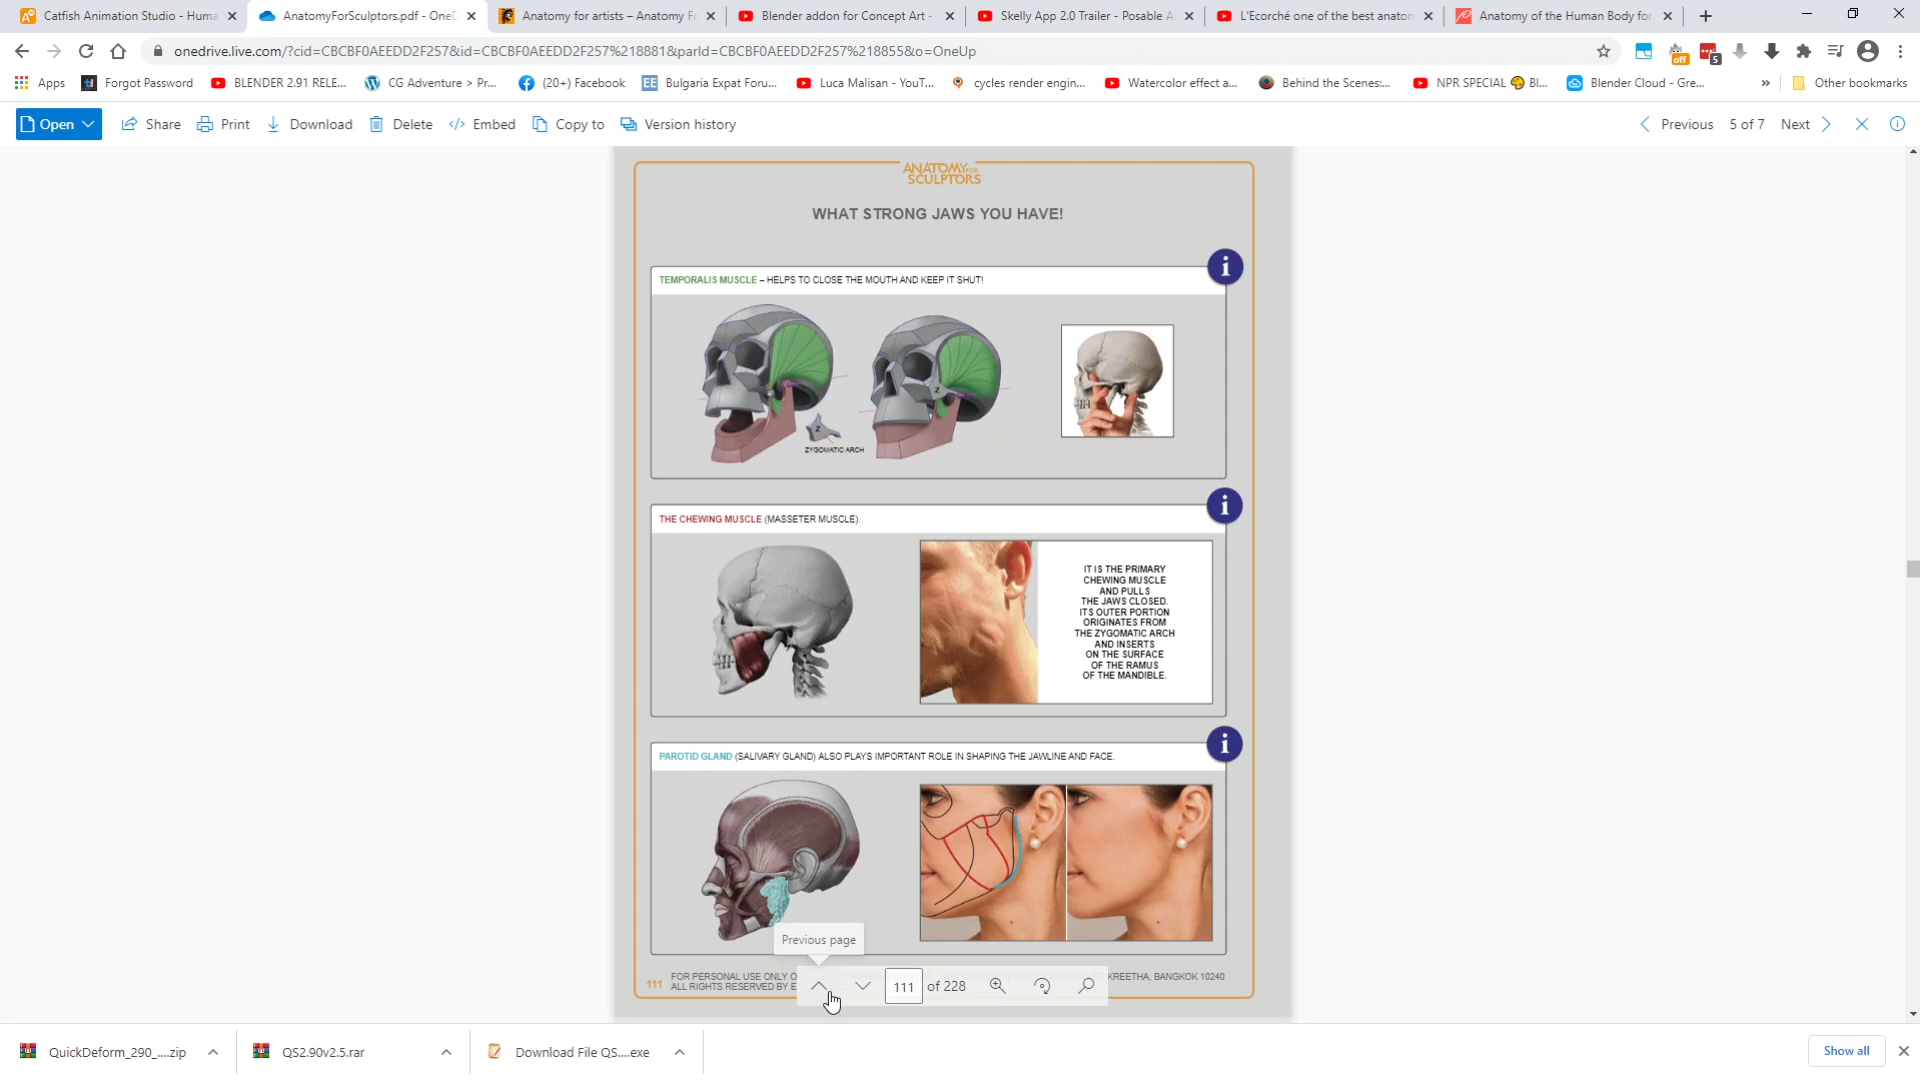 Catfish Animation Studio - Huma
AnatomyForSculptors.pdf - OneD
Anatomy for artists – Anatomy F
Blender addon for Concept Art -
Skelly App 2.0 Trailer - Posable A
L'Ecorché one of the best anatom
Anatomy of the Human Body for
onedrive.live.com/?cid=CBCBF0AEEDD2F257&id=CBCBF0AEEDD2F257%218881&parId=CBCBF0AEEDD2F257%218855&o=OneUp
off
5
Apps
Forgot Password
BLENDER 2.91 RELE...
CG Adventure > Pr...
(20+) Facebook
EE
Bulgaria Expat Foru...
Luca Malisan - YouT...
cycles render engin...
Watercolor effect a...
Behind the Scenes:...
NPR SPECIAL Bl...
Blender Cloud - Gre...
»
Other bookmarks
Open
Share
Print
Download
Delete
Embed
Copy to
Version history
Previous
5 of 7
Next
ANATOMY FOR
SCULPTORS
WHAT STRONG JAWS YOU HAVE!
i
TEMPORALIS MUSCLE – HELPS TO CLOSE THE MOUTH AND KEEP IT SHUT!
Z
Z
ZYGOMATIC ARCH
i
THE CHEWING MUSCLE (MASSETER MUSCLE).
IT IS THE PRIMARY
CHEWING MUSCLE
AND PULLS
THE JAWS CLOSED.
ITS OUTER PORTION
ORIGINATES FROM
THE ZYGOMATIC ARCH
AND INSERTS
ON THE SURFACE
OF THE RAMUS
OF THE MANDIBLE.
i
PAROTID GLAND (SALIVARY GLAND) ALSO PLAYS IMPORTANT ROLE IN SHAPING THE JAWLINE AND FACE.
Previous page
111
FOR PERSONAL USE ONLY O
KREETHA, BANGKOK 10240
ALL RIGHTS RESERVED BY E
111
of 228
QuickDeform_290_....zip
QS2.90v2.5.rar
Download File QS....exe
Show all